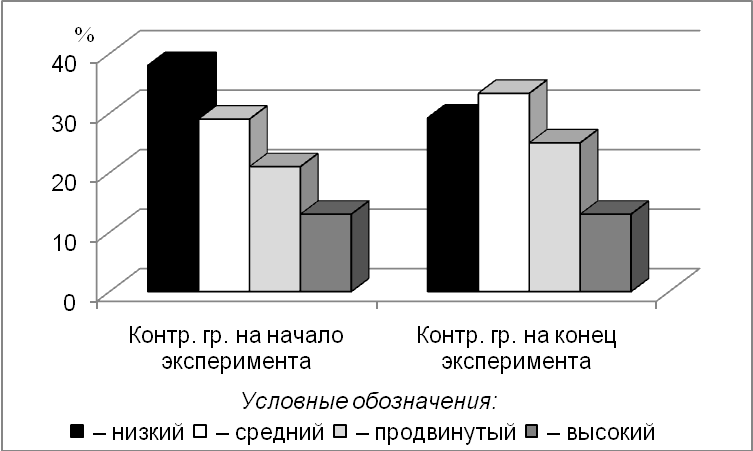 %
40
30
20
10
0
Контр. гр. на начало эксперимента
Контр. гр. на конец эксперимента
Условные обозначения:
– низкий – средний – продвинутый – высокий